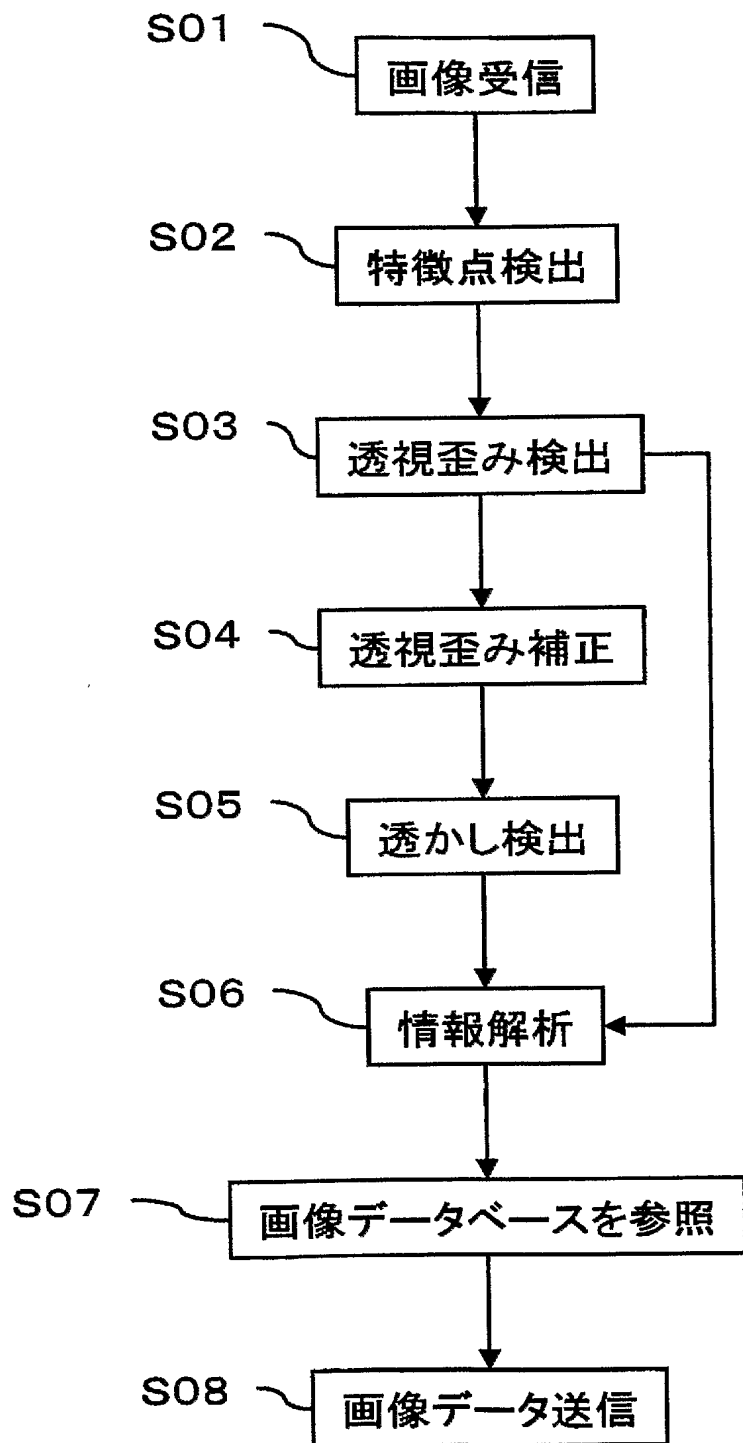 S01
画像受信
S02
特徴点検出
S03
透視歪み検出
S04
透視歪み補正
S05
透かし検出
S06
情報解析
S07
画像データベースを参照
S08
画像データ送信